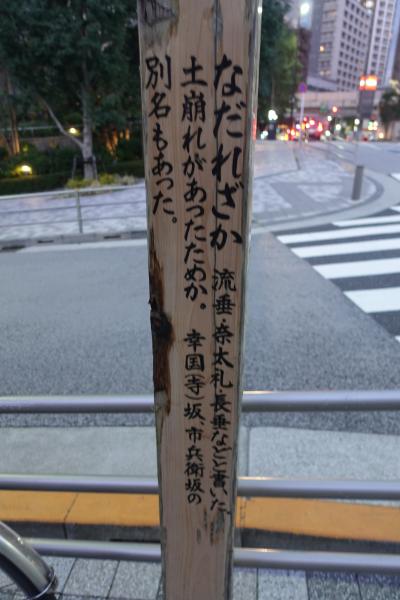 なだれざか 流垂・奈太礼・長垂などと書いた。
土崩れがあったためか。 幸国(寺)坂、市兵衛坂の
別名もあった。